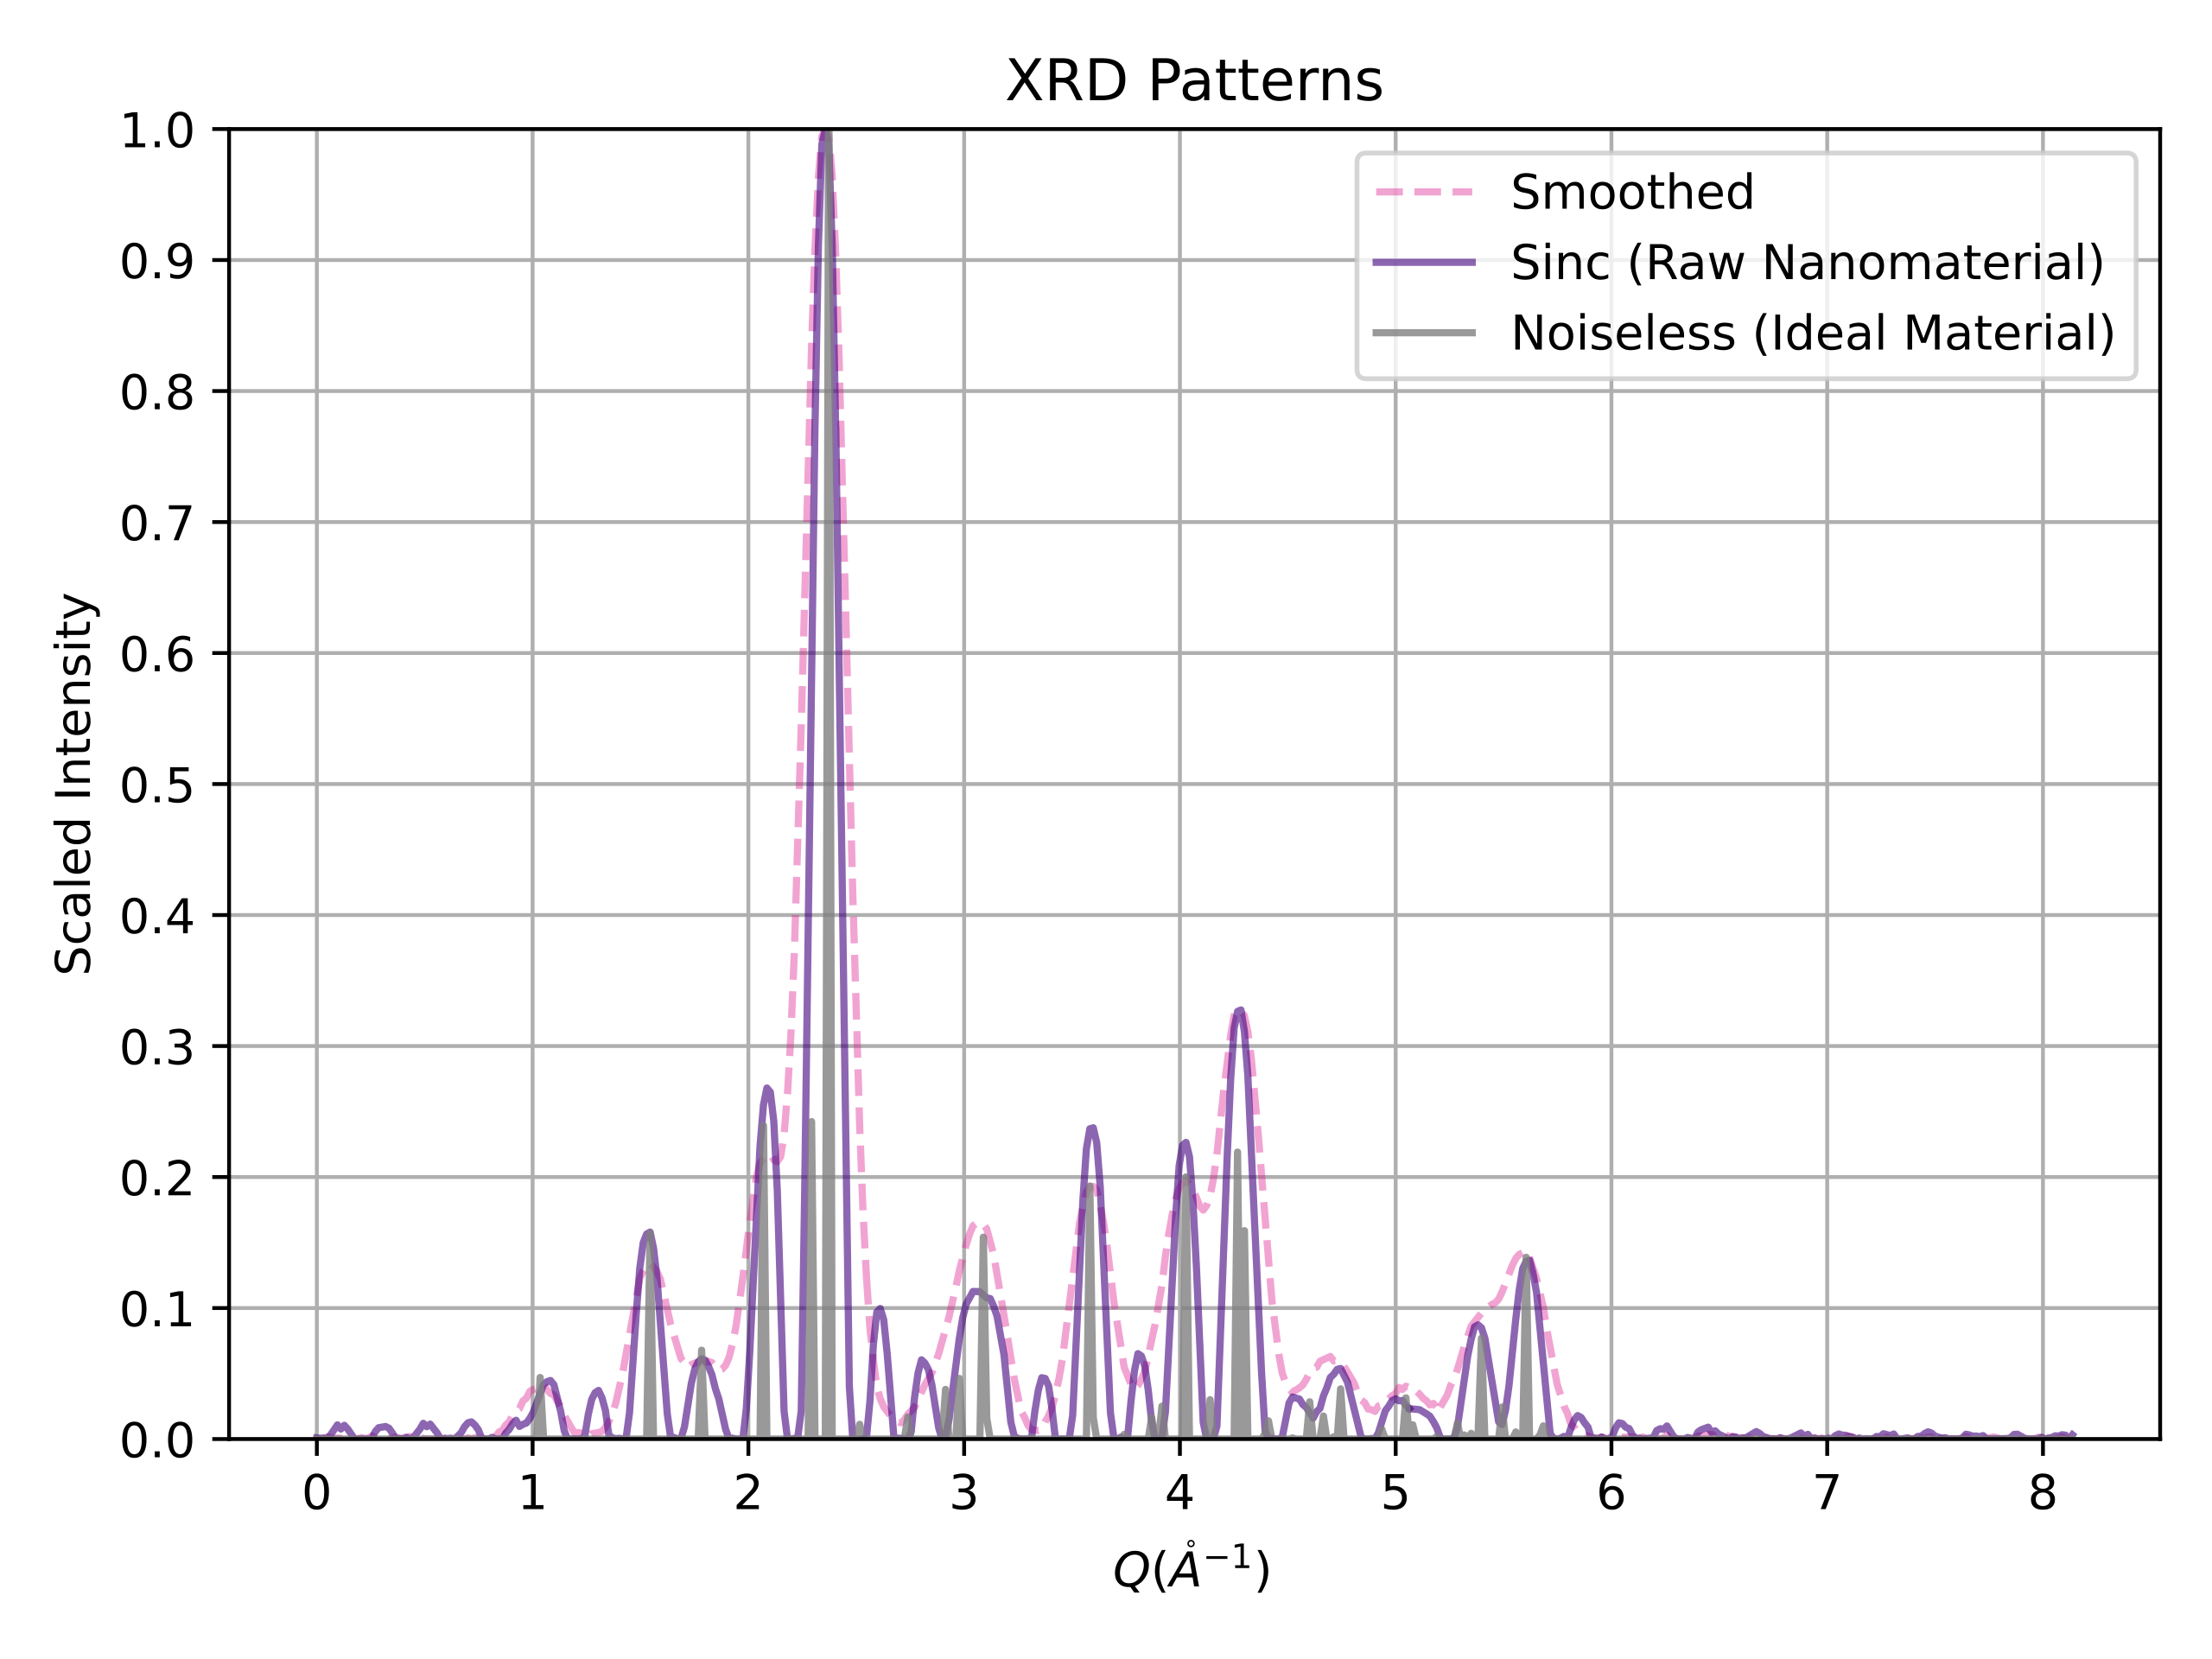 XRD Patterns
1.0
0.9
0.8
0.7
0.6
0.5
0.4
0.3
0.2
0.1
0.0
Scaled Intensity
Smoothed
Sinc (Raw Nanomaterial)
Noiseless (Ideal Material)
0 1 2 3 4 5 6 7 8
Q(Å⁻¹)